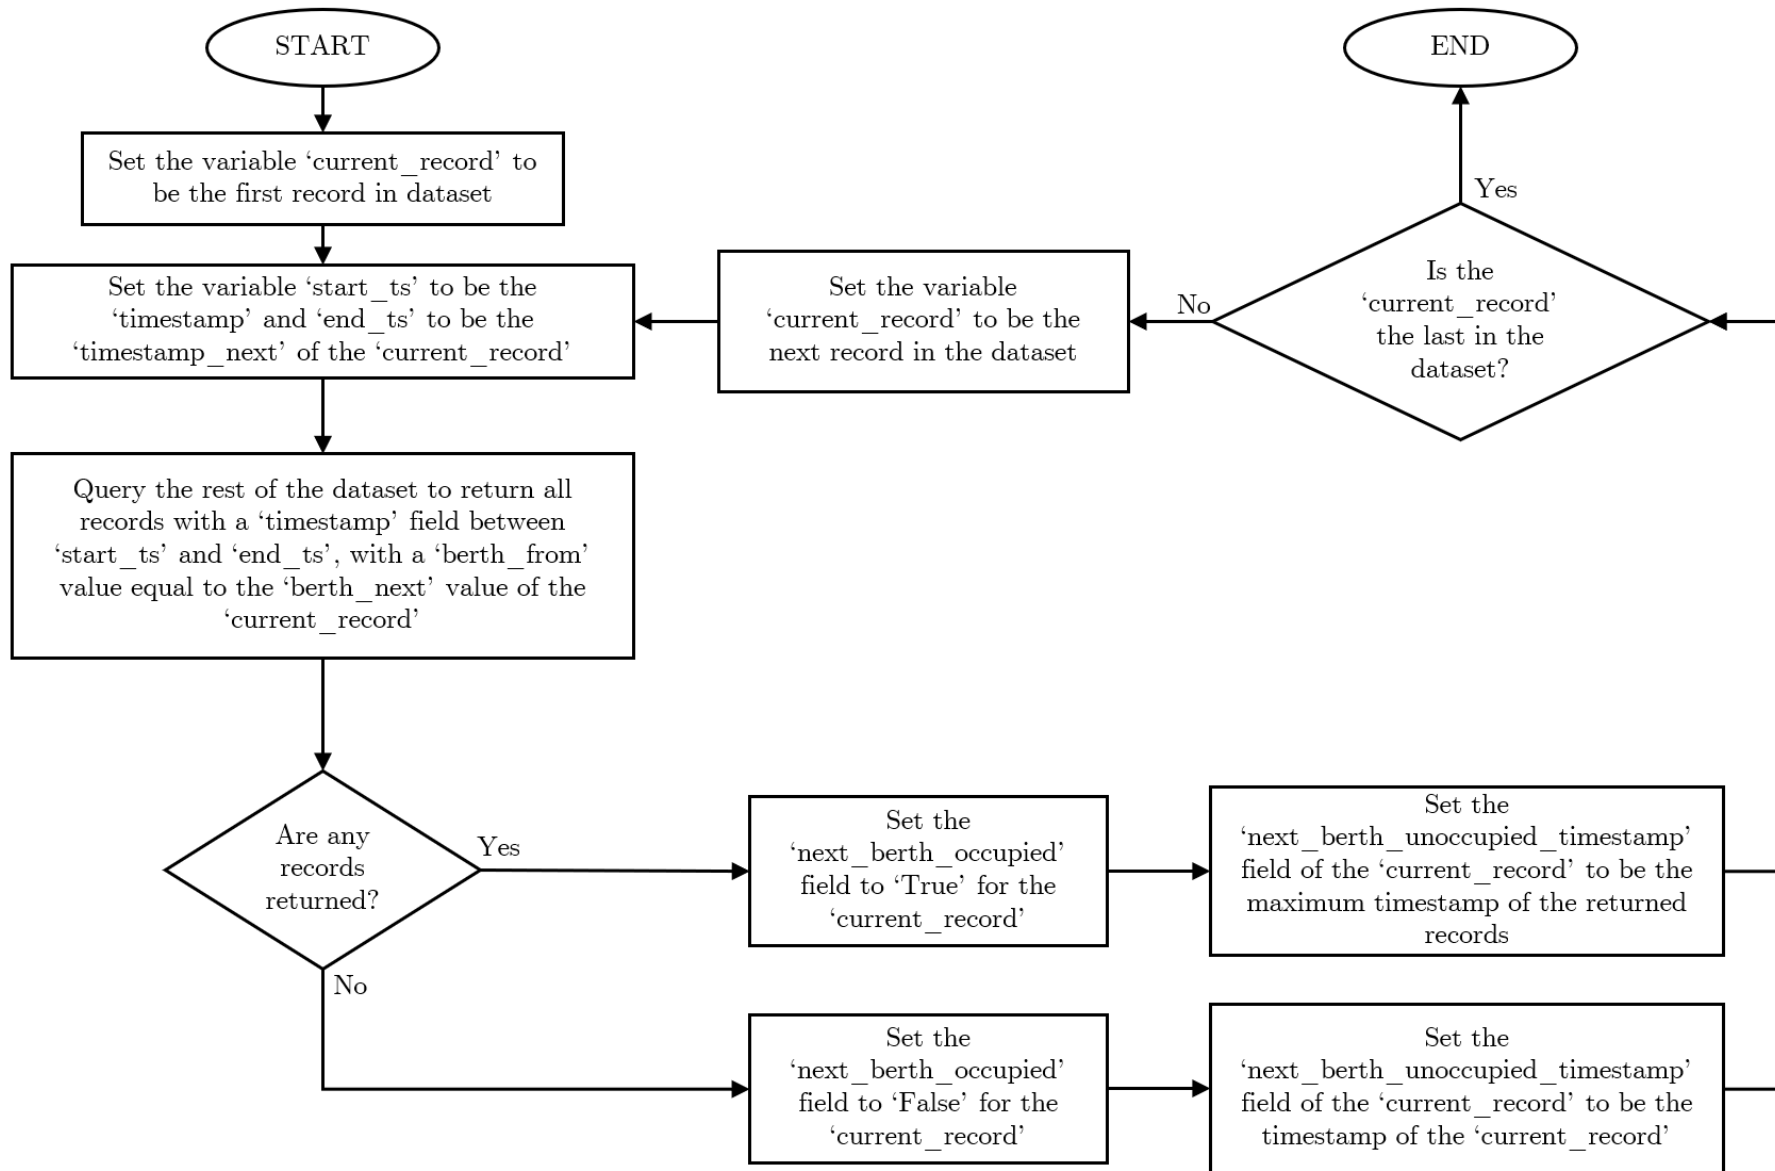 START
Set the variable ‘current_record’ to
be the first record in dataset
Set the variable ‘start_ts’ to be the
‘timestamp’ and ‘end_ts’ to be the
‘timestamp_next’ of the ‘current_record’
Query the rest of the dataset to return all
records with a ‘timestamp’ field between
‘start_ts’ and ‘end_ts’, with a ‘berth_from’
value equal to the ‘berth_next’ value of the
‘current_record’
Are any
records
returned?
Yes
Set the
‘next_berth_occupied’
field to ‘True’ for the
‘current_record’
Set the
‘next_berth_unoccupied_timestamp’
field of the ‘current_record’ to be the
maximum timestamp of the returned
records
No
Set the
‘next_berth_occupied’
field to ‘False’ for the
‘current_record’
Set the
‘next_berth_unoccupied_timestamp’
field of the ‘current_record’ to be the
timestamp of the ‘current_record’
Is the
‘current_record’
the last in the
dataset?
No
Set the variable
‘current_record’ to be the
next record in the dataset
Yes
END